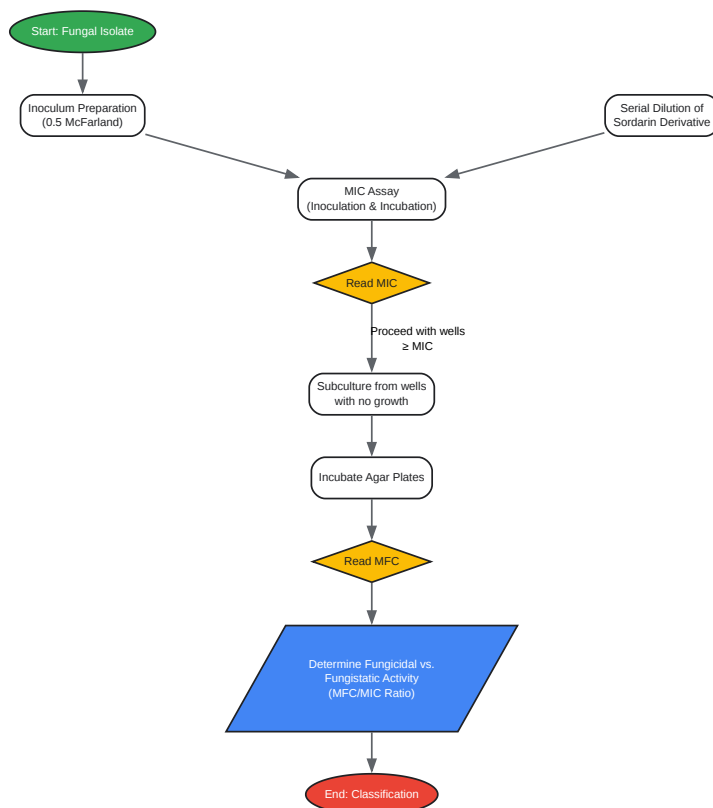 Start: Fungal Isolate
Inoculum Preparation
(0.5 McFarland)
Serial Dilution of
Sordarin Derivative
MIC Assay
(Inoculation & Incubation)
Read MIC
Proceed with wells
≥ MIC
Subculture from wells
with no growth
Incubate Agar Plates
Read MFC
Determine Fungicidal vs.
Fungistatic Activity
(MFC/MIC Ratio)
End: Classification